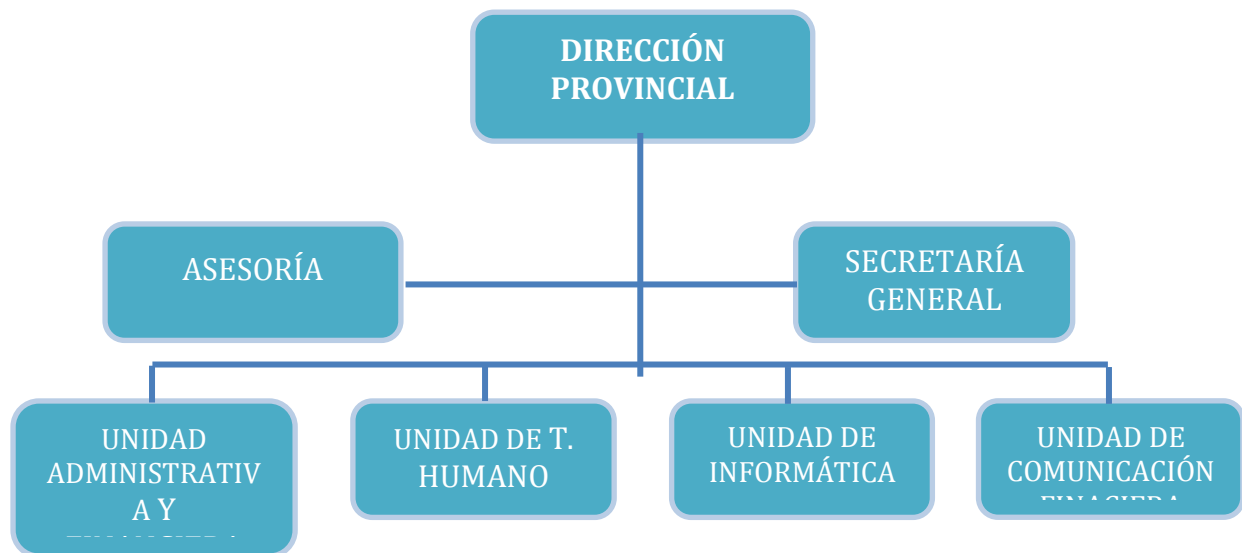 DIRECCIÓN
PROVINCIAL
ASESORÍA
SECRETARÍA
GENERAL
UNIDAD
ADMINISTRATIV
A Y
UNIDAD DE T.
HUMANO
UNIDAD DE
INFORMÁTICA
UNIDAD DE
COMUNICACIÓN